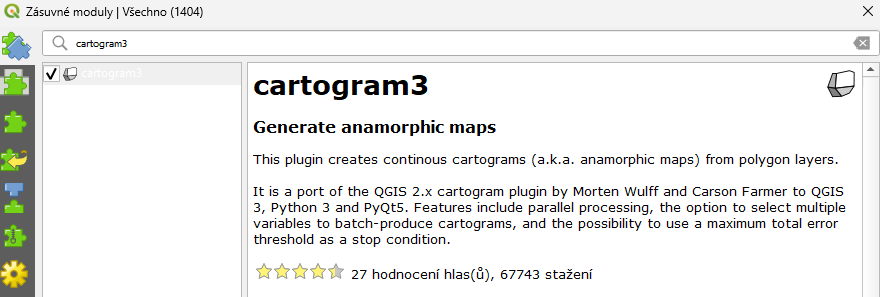 Zásuvné moduly | Všechno (1404)
cartogram3
cartogram3
cartogram3
Generate anamorphic maps
This plugin creates continous cartograms (a.k.a. anamorphic maps) from polygon layers.
It is a port of the QGIS 2.x cartogram plugin by Morten Wulff and Carson Farmer to QGIS
3, Python 3 and PyQt5. Features include parallel processing, the option to select multiple
variables to batch-produce cartograms, and the possibility to use a maximum total error
threshold as a stop condition.
27 hodnocení hlas(ů), 67743 stažení